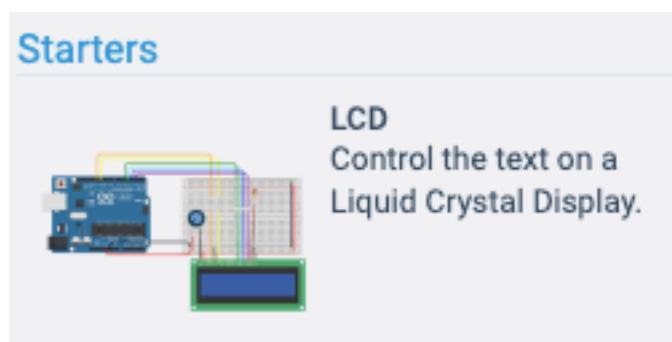 Starters
LCD
Control the text on a
Liquid Crystal Display.